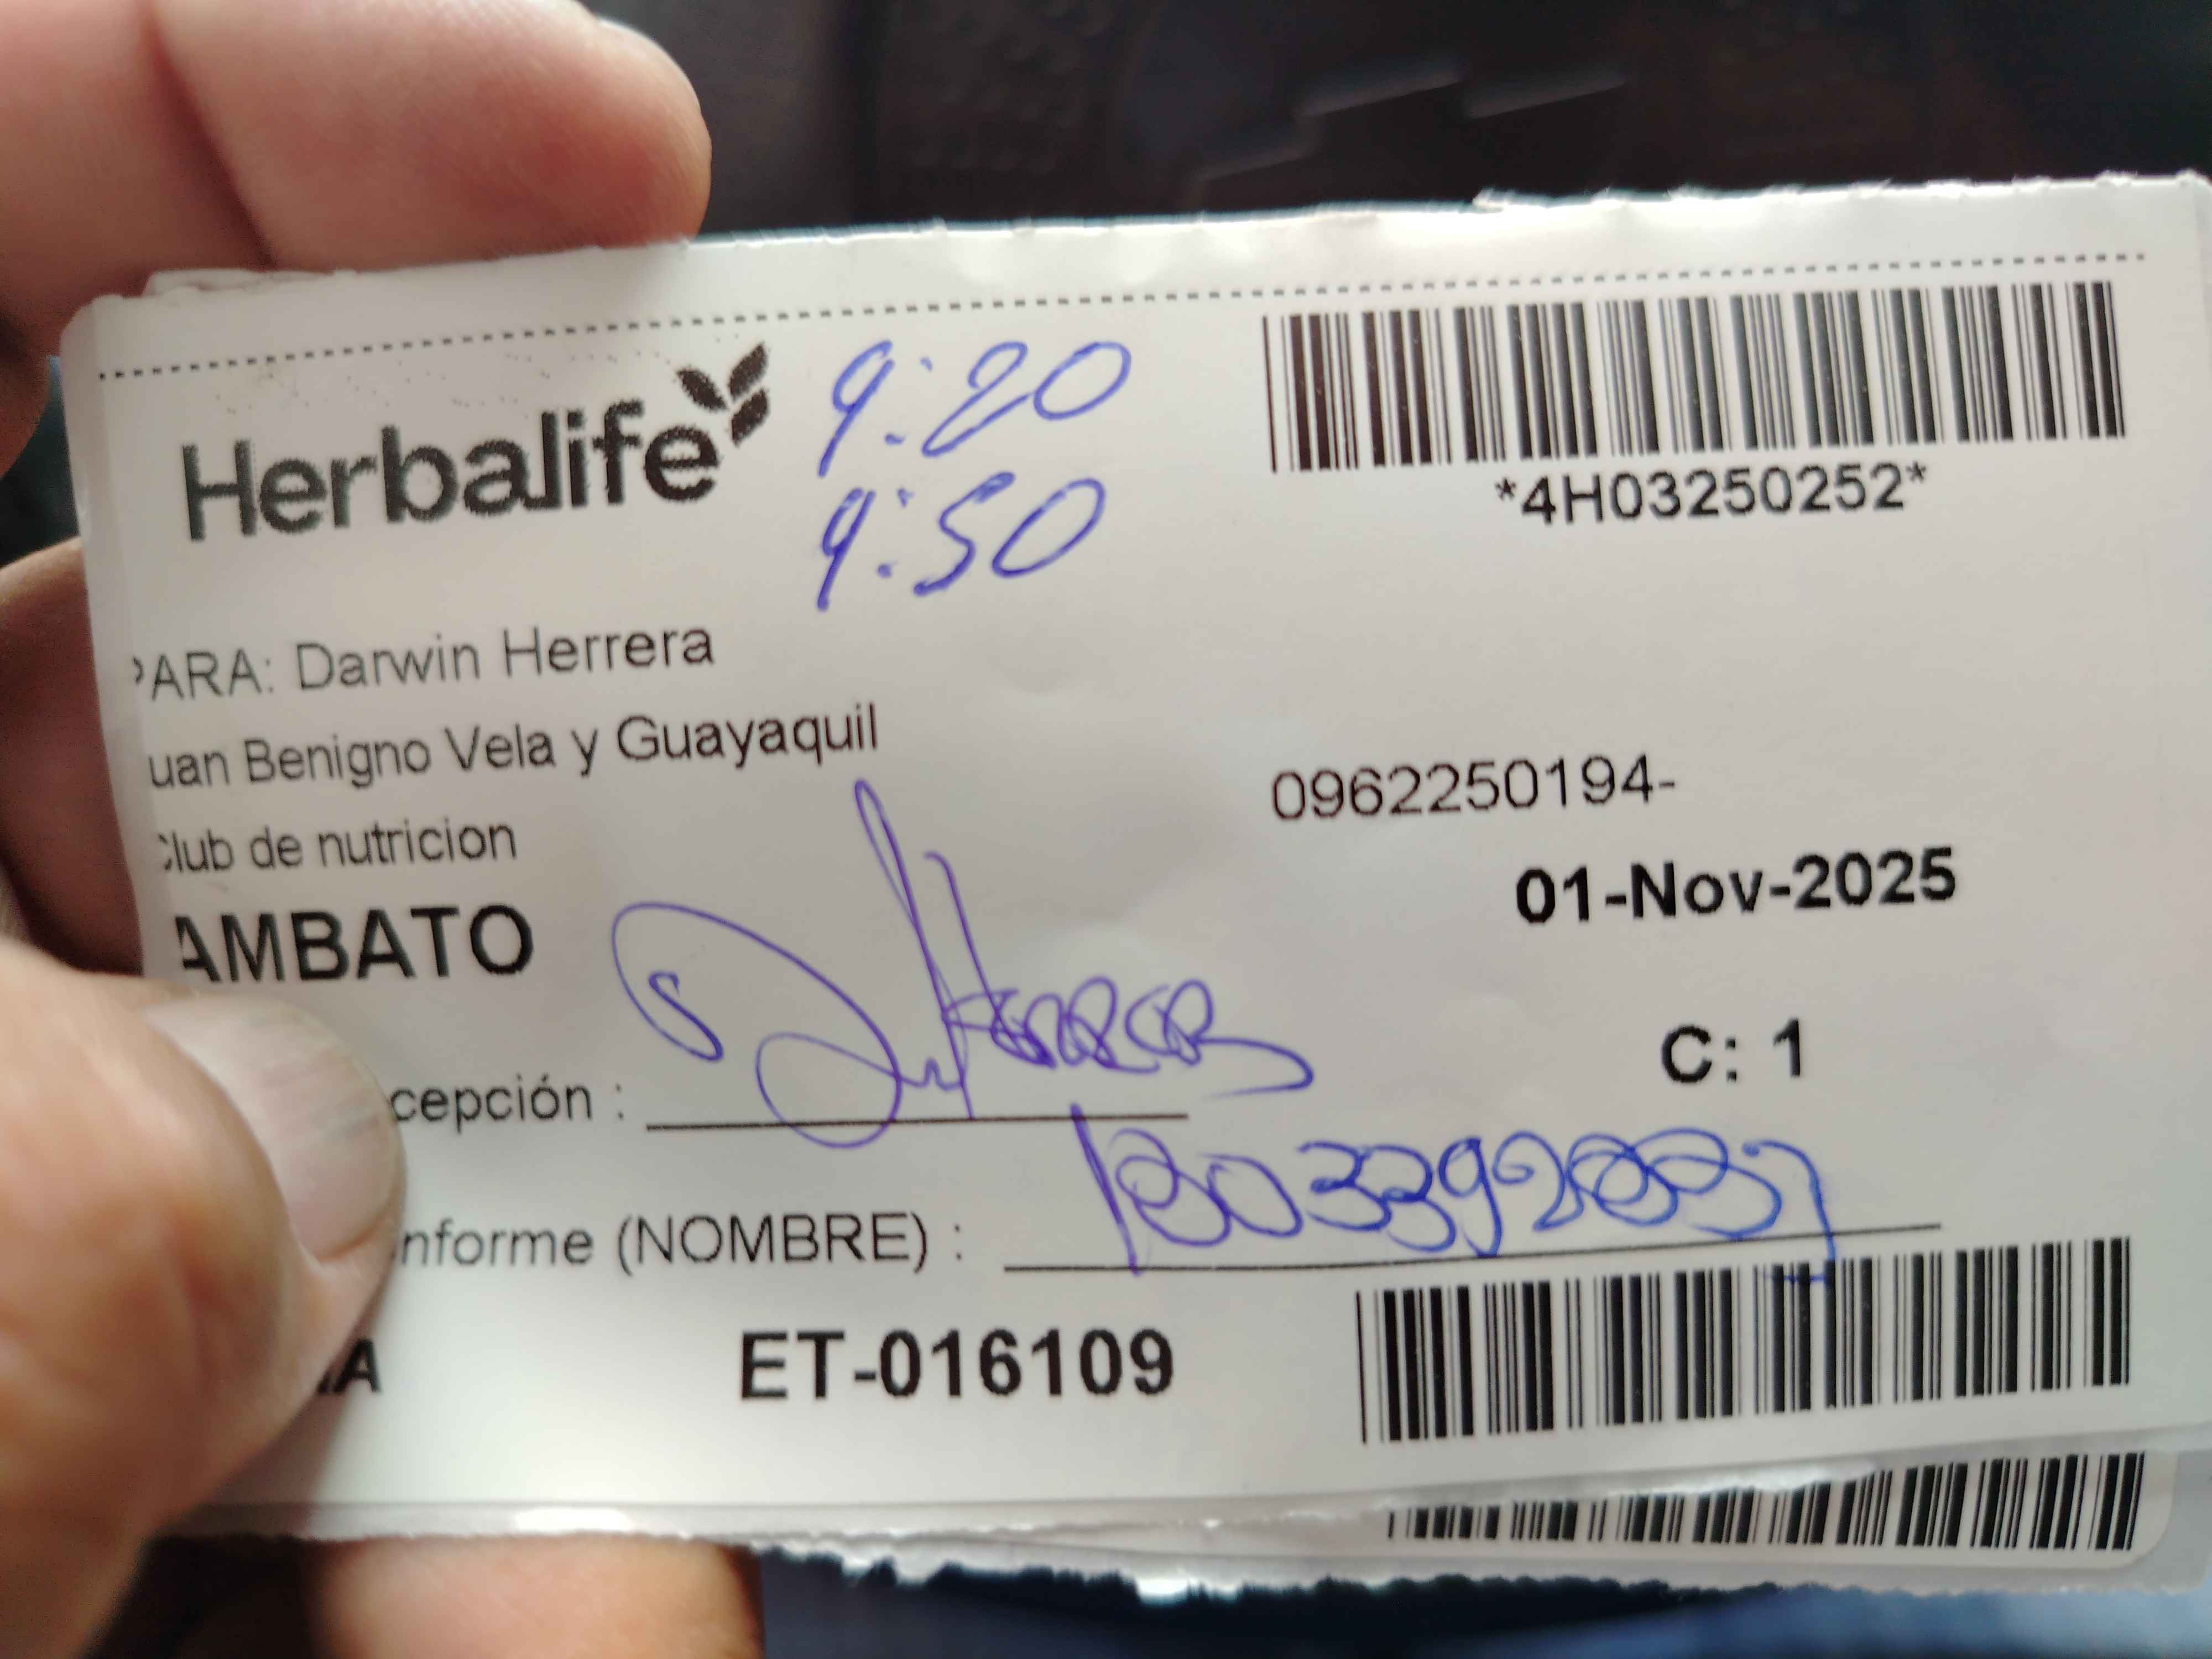 Herbalife
9:20
9:50
*4H03250252*
PARA: Darwin Herrera
uan Benigno Vela y Guayaquil
0962250194-
Club de nutricion
01-Nov-2025
AMBATO
C: 1
cepción :
Herrera
nforme (NOMBRE) :
ET-016109